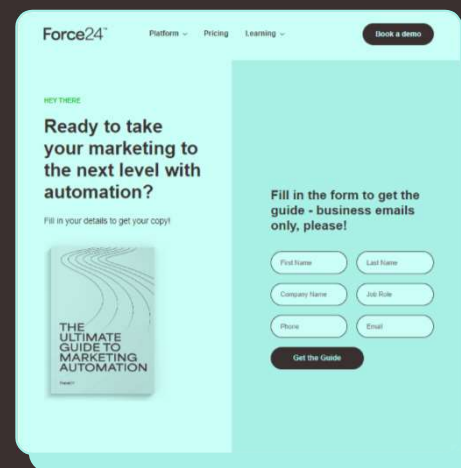 Force24™
Platform
Pricing
Learning
Book a demo
HEY THERE
Ready to take
your marketing to
the next level with
automation?
Fill in your details to get your copy!
THE
ULTIMATE
GUIDE TO
MARKETING
AUTOMATION
Force24
Fill in the form to get the
guide - business emails
only, please!
First Name
Last Name
Company Name
Job Role
Phone
Email
Get the Guide